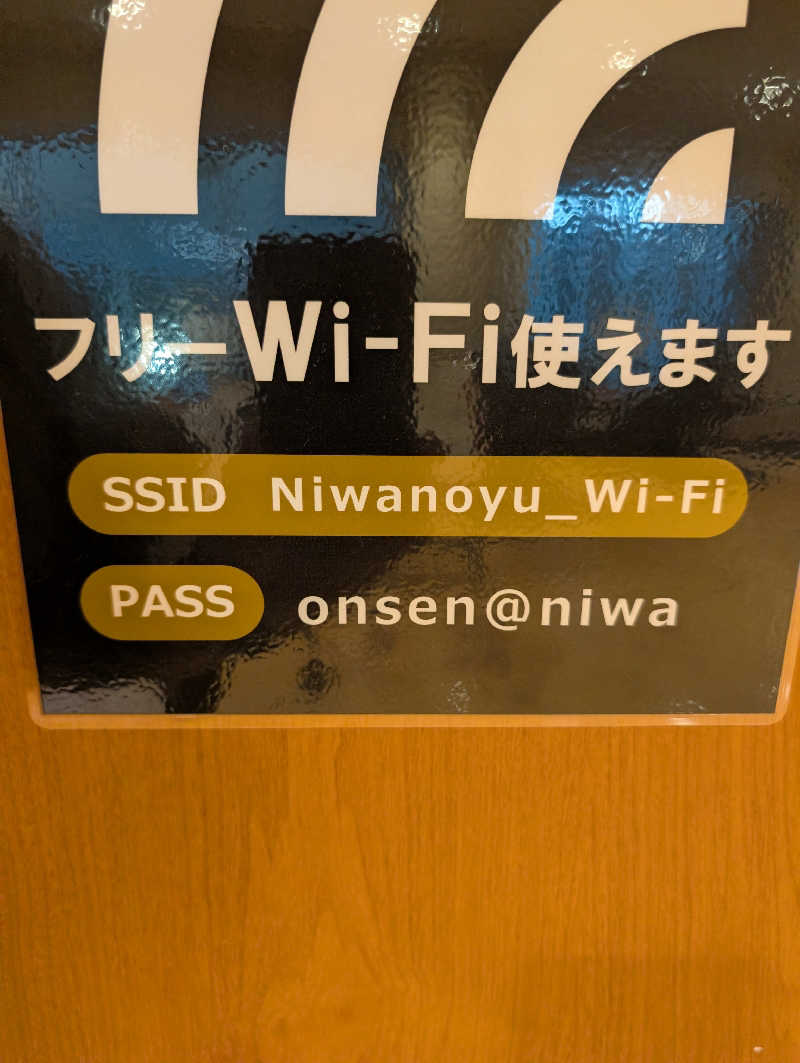 フリーWi-Fi使えます
SSID Niwanoyu_Wi-Fi
PASS onsen@niwa